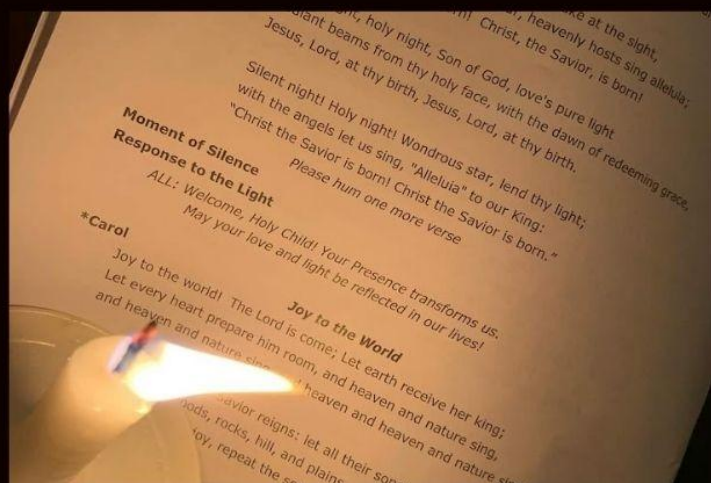 ke at the sight,
heavenly hosts sing alleluia;
Christ, the Savior, is born!
holy night, Son of God, love's pure light
beams from thy holy face, with the dawn of redeeming grace,
Jesus, Lord, at thy birth, Jesus, Lord, at thy birth.
Silent night! Holy night! Wondrous star, lend thy light;
with the angels let us sing, "Alleluia" to our King:
"Christ the Savior is born! Christ the Savior is born."
Please hum one more verse
Moment of Silence
Response to the Light
ALL: Welcome, Holy Child! Your Presence transforms us.
May your love and light be reflected in our lives!
*Carol
Joy to the World
Joy to the world! The Lord is come; Let earth receive her king;
Let every heart prepare him room, and heaven and nature sing,
and heaven and nature sing, heaven and heaven and nature
Savior reigns: let all their
rocks, hill, and plains
joy, repeat the